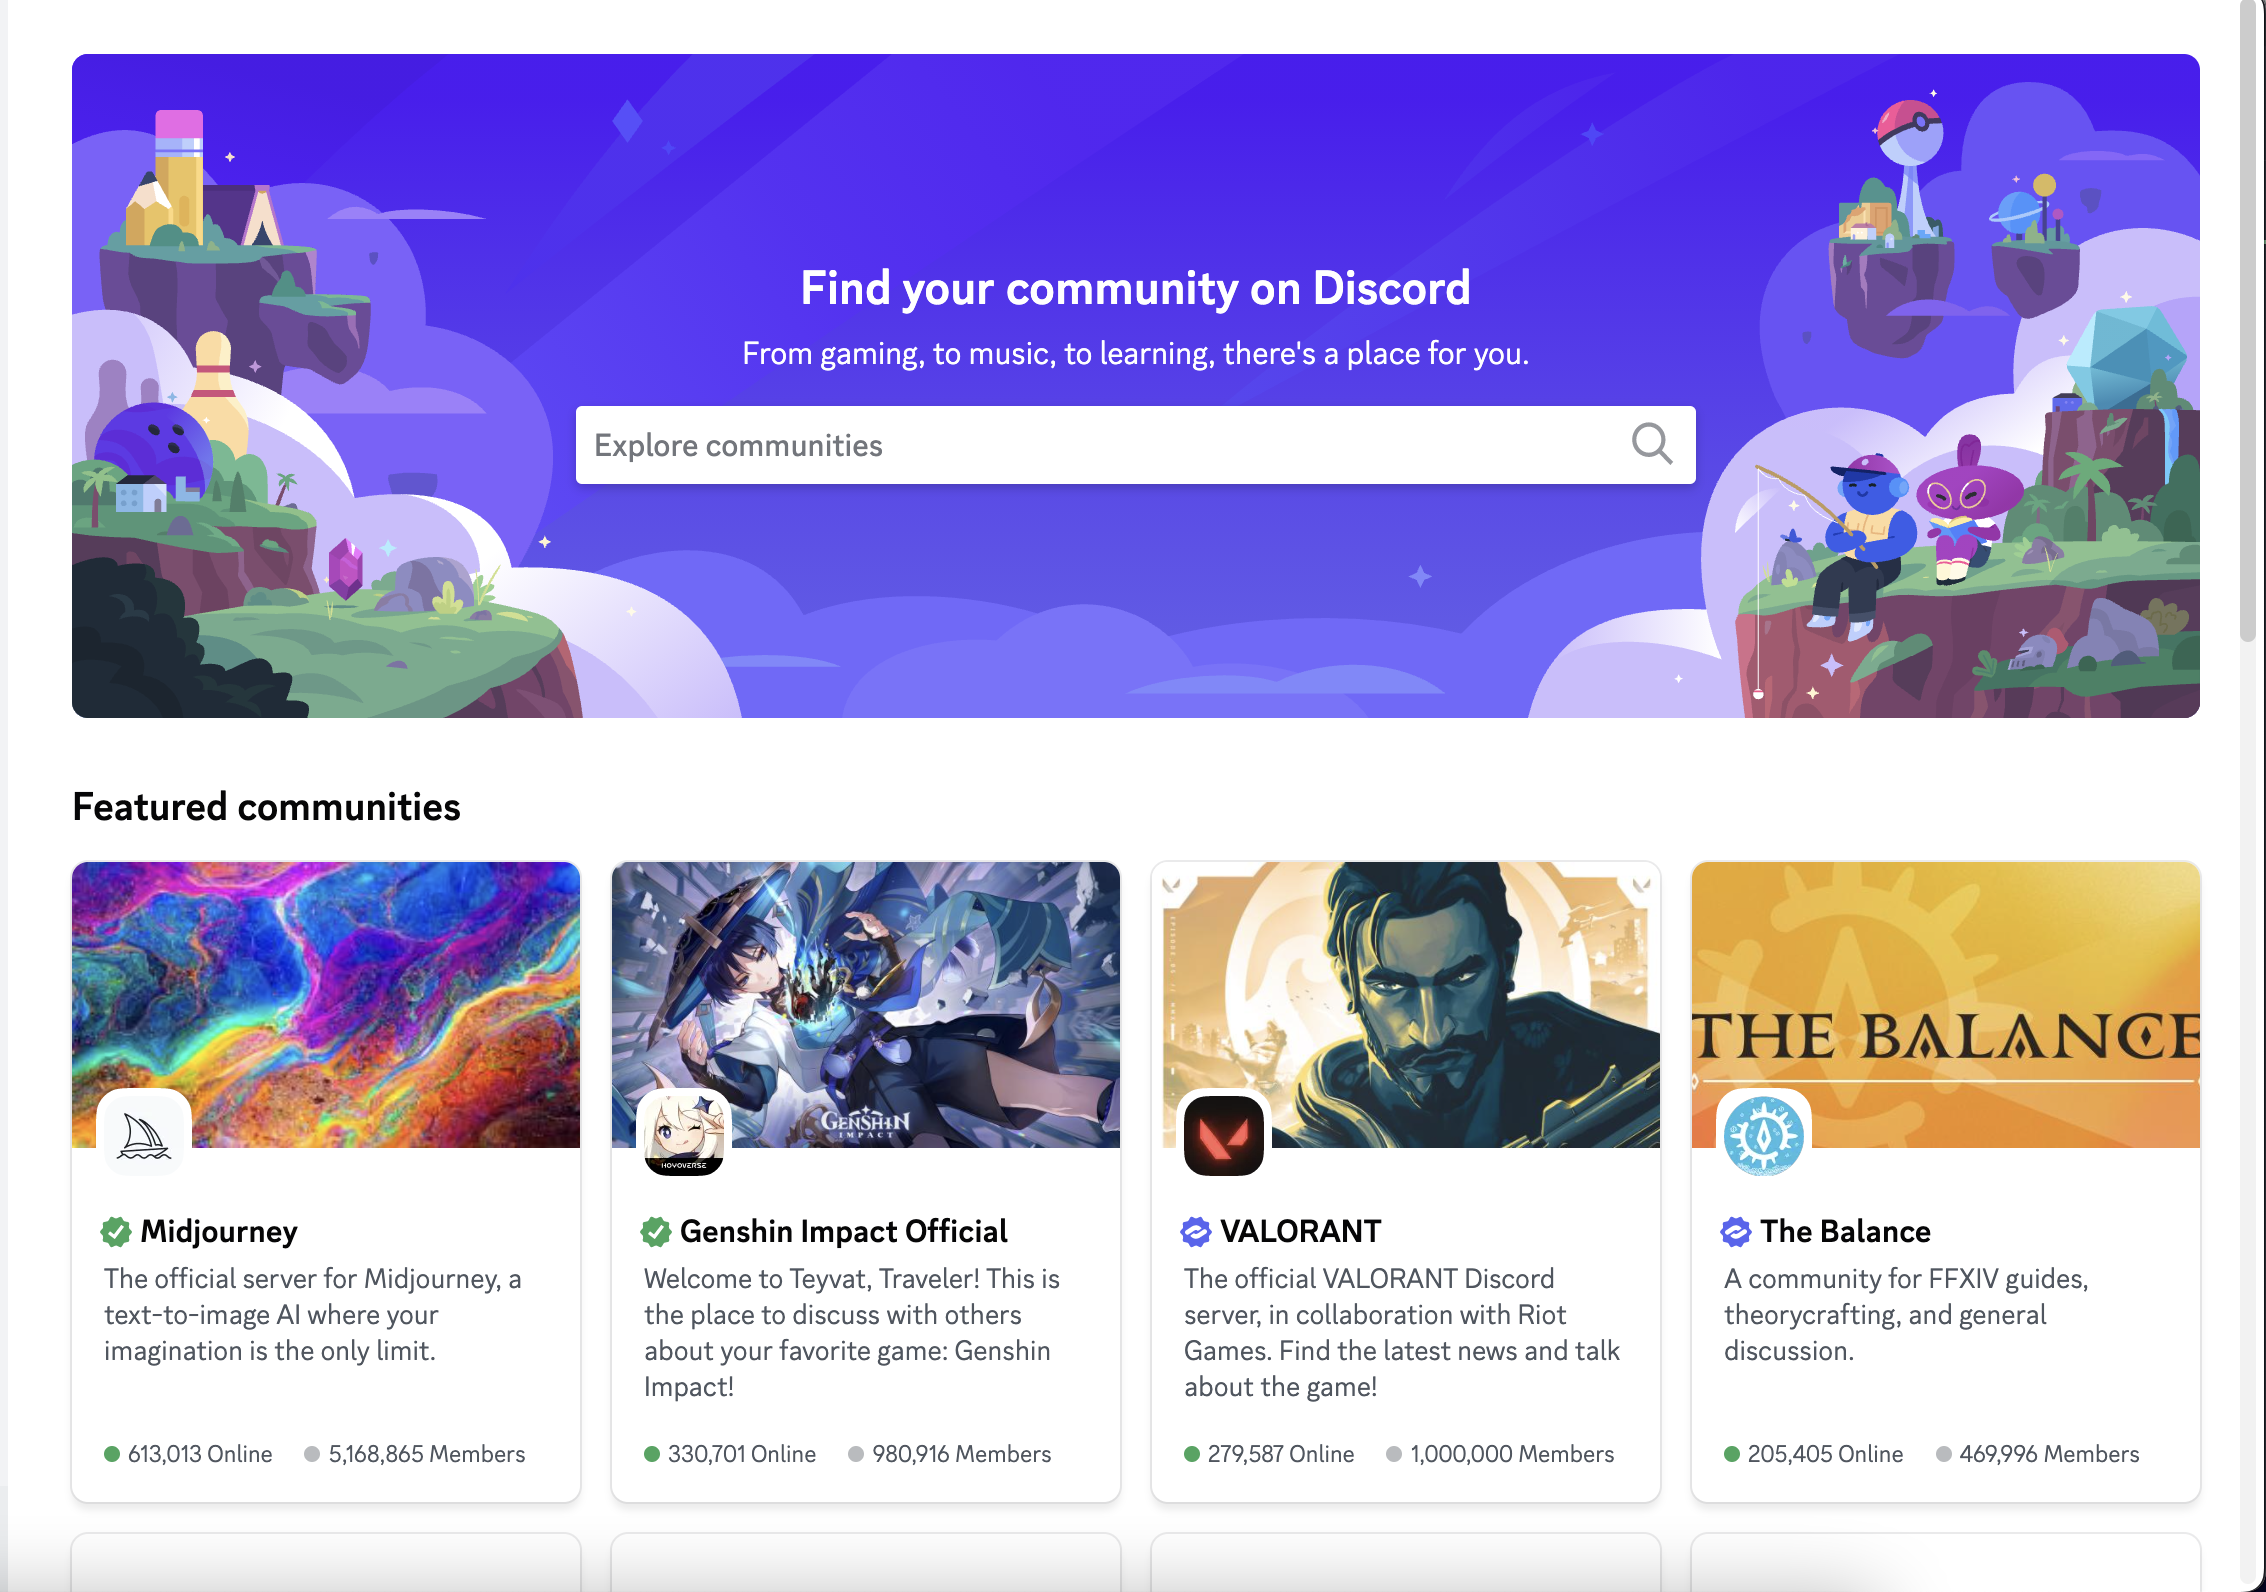 Find your community on Discord
From gaming, to music, to learning, there's a place for you.
Explore communities
Featured communities
GENSHIN
IMPACT
THE BALANCE
HOYOVERSE
Midjourney
The official server for Midjourney, a
text-to-image AI where your
imagination is the only limit.
613,013 Online
5,168,865 Members
Genshin Impact Official
Welcome to Teyvat, Traveler! This is
the place to discuss with others
about your favorite game: Genshin
Impact!
330,701 Online
980,916 Members
VALORANT
The official VALORANT Discord
server, in collaboration with Riot
Games. Find the latest news and talk
about the game!
279,587 Online
1,000,000 Members
The Balance
A community for FFXIV guides,
theorycrafting, and general
discussion.
205,405 Online
469,996 Members